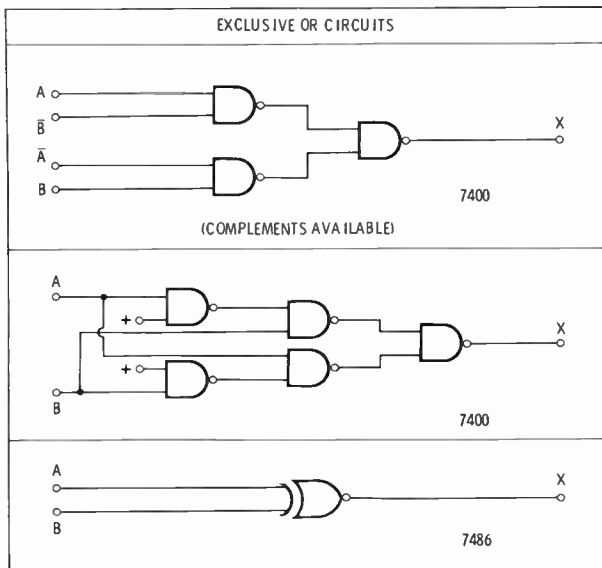 EXCLUSIVE OR CIRCUITS
A
B̅
A̅
B
X
7400
(COMPLEMENTS AVAILABLE)
A
+
+
B
X
7400
A
B
X
7486